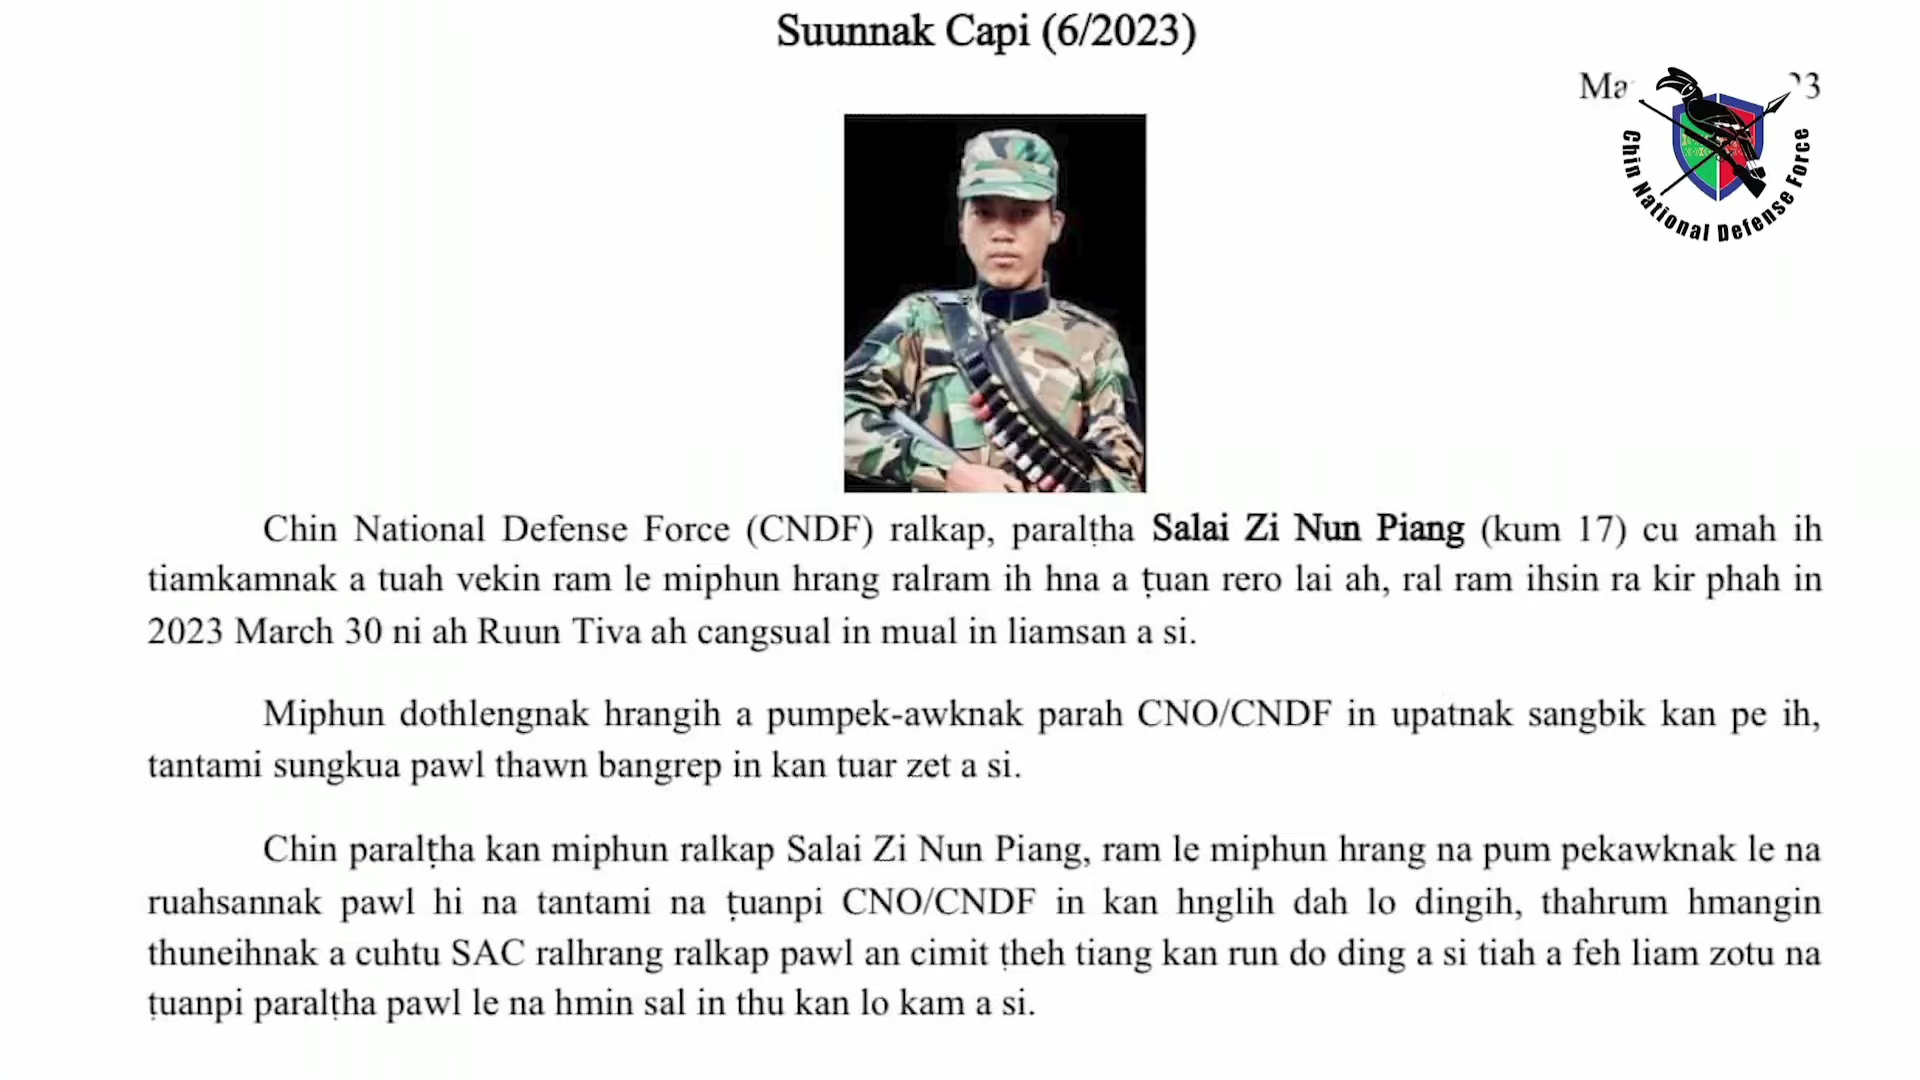 Suunnak Capi (6/2023)
Chin National Defense Force
Chin National Defense Force (CNDF) ralkap, paralṭha Salai Zi Nun Piang (kum 17) cu amah ih
tiamkamnak a tuah vekin ram le miphun hrang ralram ih hna a ṭuan rero lai ah, ral ram ihsin ra kir phah in
2023 March 30 ni ah Ruun Tiva ah cangsual in mual in liamsan a si.
Miphun dothlengnak hrangih a pumpek-awknak parah CNO/CNDF in upatnak sangbik kan pe ih,
tantami sungkua pawl thawn bangrep in kan tuar zet a si.
Chin paralṭha kan miphun ralkap Salai Zi Nun Piang, ram le miphun hrang na pum pekawknak le na
ruahsannak pawl hi na tantami na ṭuanpi CNO/CNDF in kan hnglih dah lo dingih, thahrum hmangin
thuneihnak a cuhtu SAC ralhrang ralkap pawl an cimit ṭheh tiang kan run do ding a si tiah a feh liam zotu na
ṭuanpi paralṭha pawl le na hmin sal in thu kan lo kam a si.